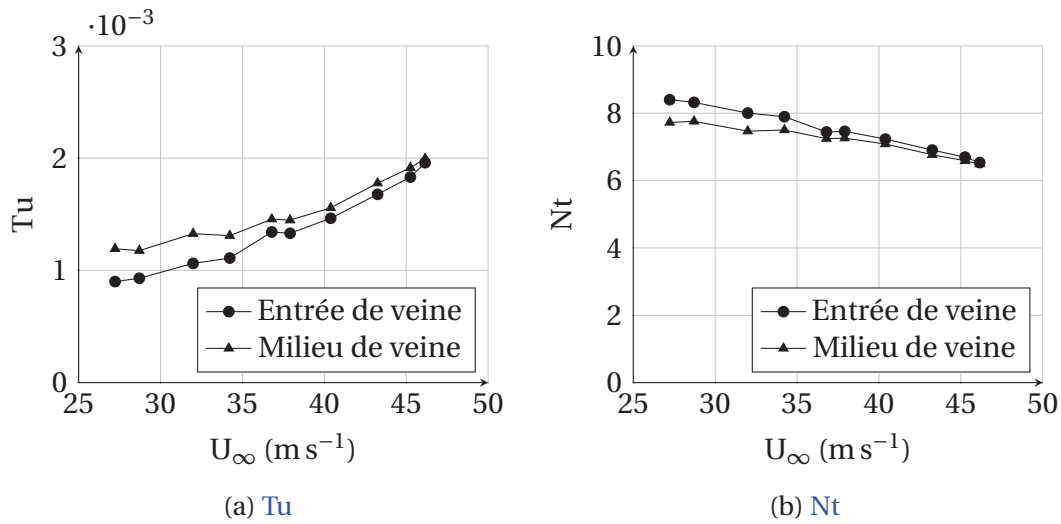 ·10⁻³
3
2
1
0
Tu
25 30 35 40 45 50
U∞ (m s⁻¹)
Entrée de veine
Milieu de veine
(a) Tu
10
8
6
4
2
0
Nt
25 30 35 40 45 50
U∞ (m s⁻¹)
Entrée de veine
Milieu de veine
(b) Nt